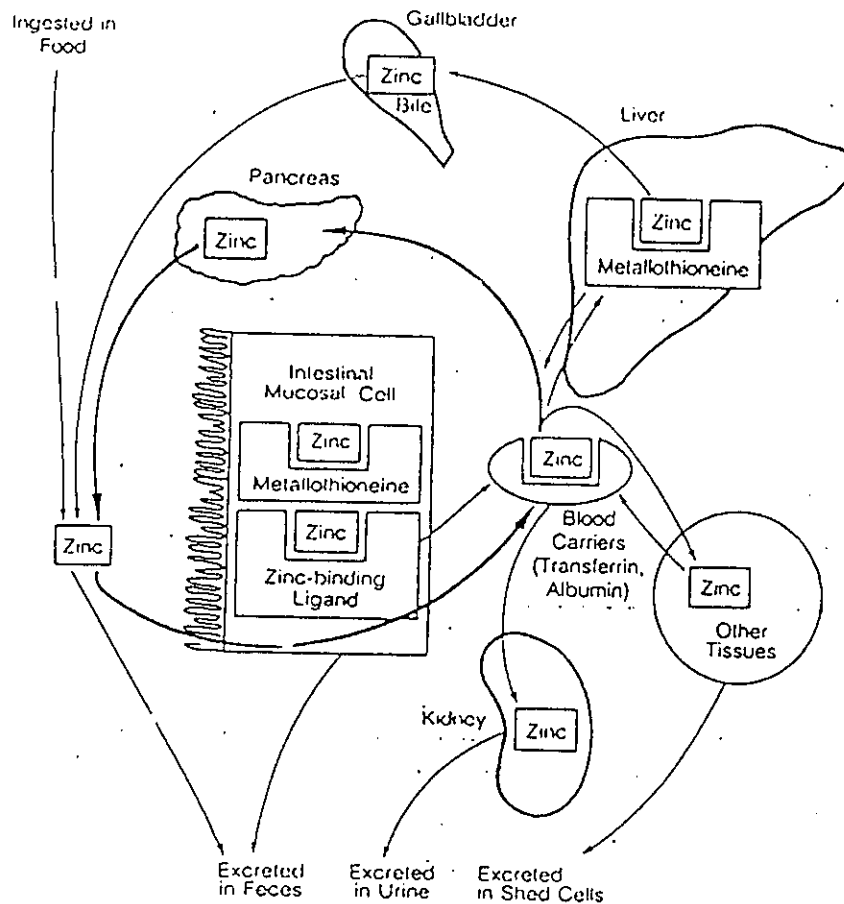 Ingested in
Food
Gallbladder
Zinc
Bile
Liver
Zinc
Metallothioneine
Pancreas
Zinc
Intestinal
Mucosal Cell
Zinc
Metallothioneine
Zinc
Zinc-binding
Ligand
Zinc
Blood
Carriers
(Transferrin,
Albumin)
Zinc
Zinc
Other
Tissues
Kidney
Zinc
Excreted
in Feces
Excreted
in Urine
Excreted
in Shed Cells